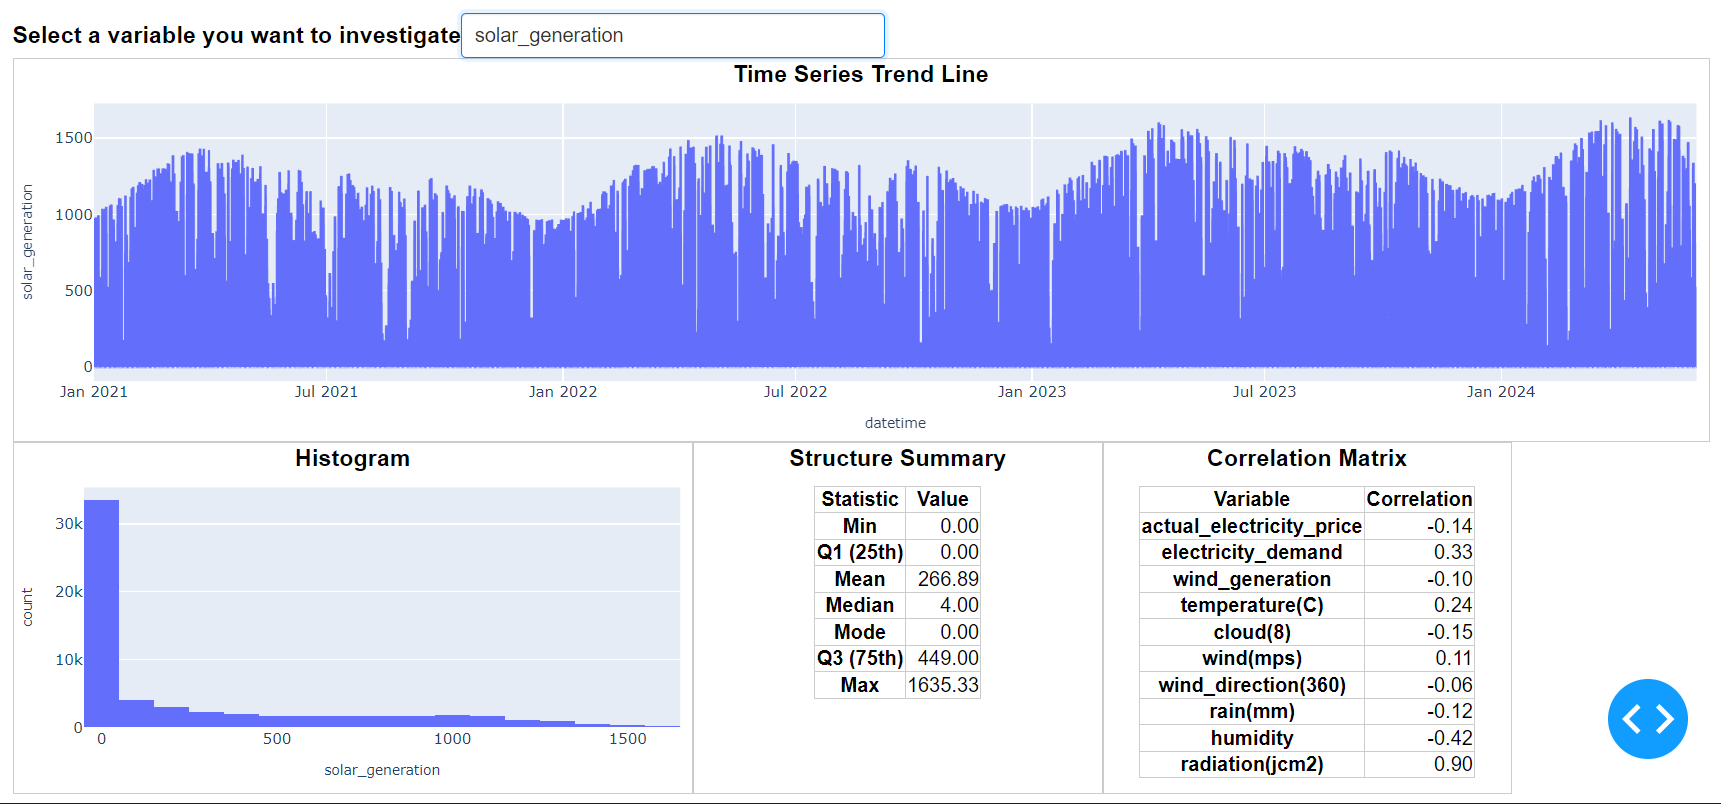 Select a variable you want to investigate solar_generation
Time Series Trend Line
solar_generation
1500
1000
500
0
Jan 2021 Jul 2021 Jan 2022 Jul 2022 Jan 2023 Jul 2023 Jan 2024
datetime
Histogram
count
30k
20k
10k
0
0 500 1000 1500
solar_generation
Structure Summary
Statistic Value
Min 0.00
Q1 (25th) 0.00
Mean 266.89
Median 4.00
Mode 0.00
Q3 (75th) 449.00
Max 1635.33
Correlation Matrix
Variable Correlation
actual_electricity_price -0.14
electricity_demand 0.33
wind_generation -0.10
temperature(C) 0.24
cloud(8) -0.15
wind(mps) 0.11
wind_direction(360) -0.06
rain(mm) -0.12
humidity -0.42
radiation(jcm2) 0.90